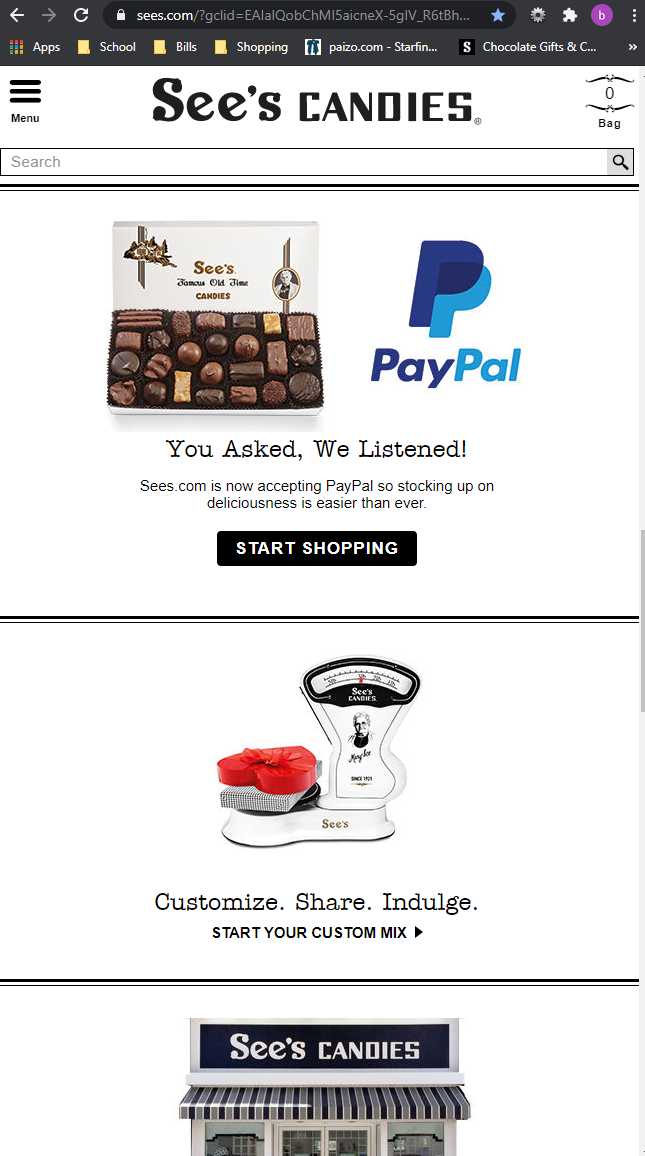 sees.com/?gclid=EAIaIQobChMI5aicneX-5gIV_R6tBh...
b
Apps
School
Bills
Shopping
paizo.com - Starfin...
S
Chocolate Gifts & C...
»
See's CANDIES®
Menu
0
Bag
Search
See's
Famous Old Time
CANDIES
PayPal
You Asked, We Listened!
Sees.com is now accepting PayPal so stocking up on
deliciousness is easier than ever.
START SHOPPING
See's
CANDIES
Mary See
SINCE 1921
See's
Customize. Share. Indulge.
START YOUR CUSTOM MIX
See's CANDIES